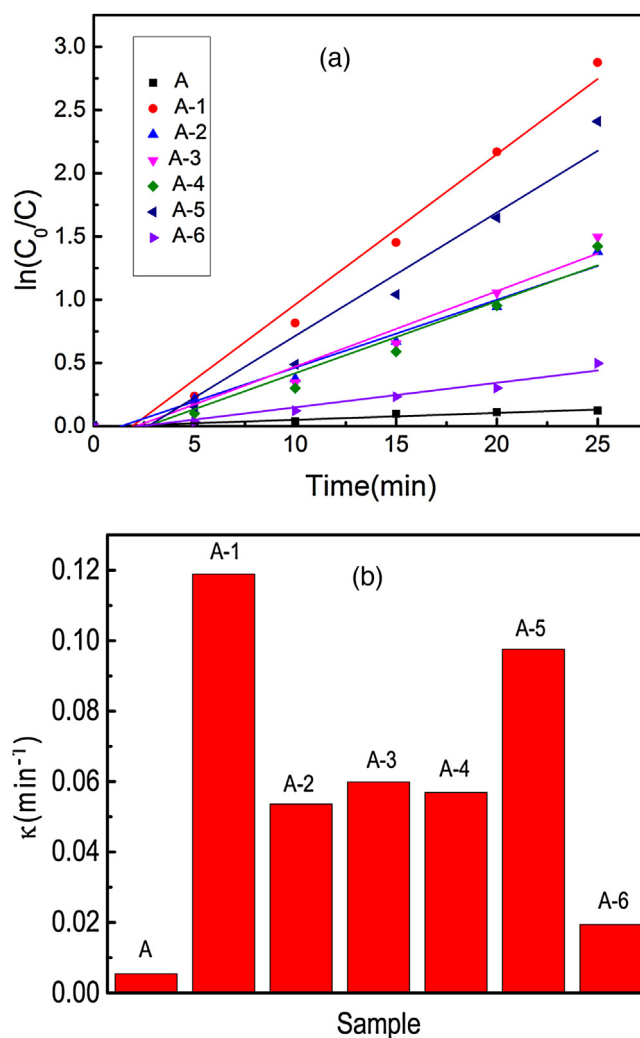 (a)
3.0
2.5
2.0
1.5
1.0
0.5
0.0
ln(C₀/C)
A
A-1
A-2
A-3
A-4
A-5
A-6
0 5 10 15 20 25
Time(min)
(b)
0.12
0.10
0.08
0.06
0.04
0.02
0.00
κ(min⁻¹)
A
A-1
A-2
A-3
A-4
A-5
A-6
Sample